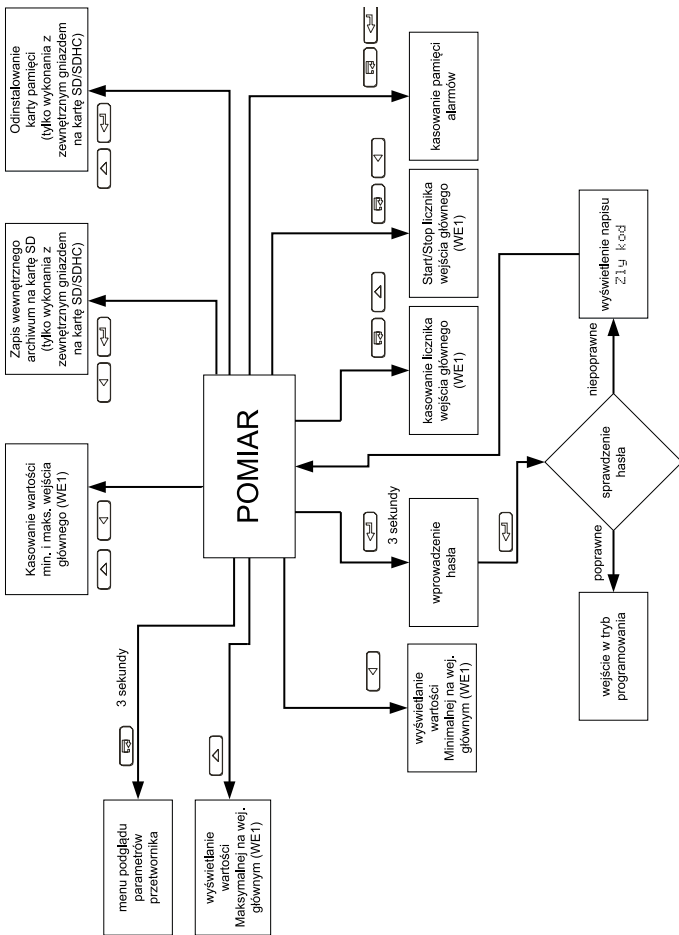 Odinstalowanie
karty pamięci
(tylko wykonania z
zewnętrznym gniazdem
na kartę SD/SDHC)
Zapis wewnętrznego
archiwum na kartę SD
(tylko wykonania z
zewnętrznym gniazdem
na kartę SD/SDHC)
Kasowanie wartości
min. i maks. wejścia
głównego (WE1)
3 sekundy
menu podglądu
parametrów
przetwornika
wyświetlanie
wartości
Maksymalnej na wej.
głównym (WE1)
POMIAR
kasowanie pamięci
alarmów
Start/Stop licznika
wejścia głównego
(WE1)
kasowanie licznika
wejścia głównego
(WE1)
3 sekundy
wprowadzenie
hasła
wyświetlanie
wartości
Minimalnej na wej.
głównym (WE1)
wyświetlenie napisu
Zly kod
niepoprawne
sprawdzenie
hasła
poprawne
wejście w tryb
programowania